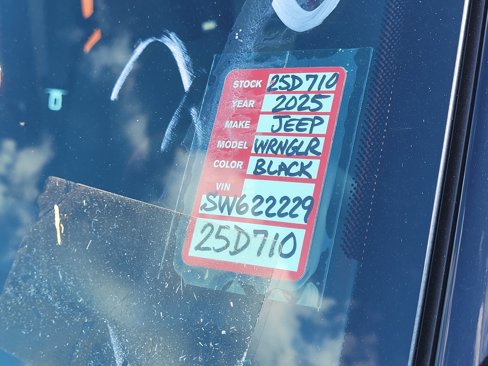 STOCK 25D710
YEAR 2025
MAKE JEEP
MODEL WRNGLR
COLOR BLACK
VIN
SW622229
25D710